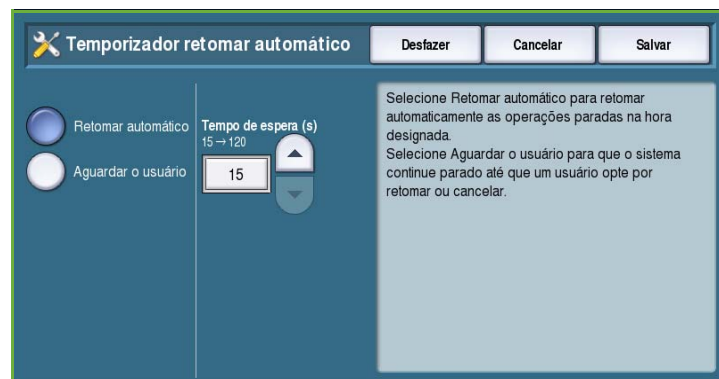 Temporizador retomar automático
Desfazer
Cancelar
Salvar
Retomar automático
Aguardar o usuário
Tempo de espera (s)
15→120
15
Selecione Retomar automático para retomar
automaticamente as operações paradas na hora
designada.
Selecione Aguardar o usuário para que o sistema
continue parado até que um usuário opte por
retomar ou cancelar.